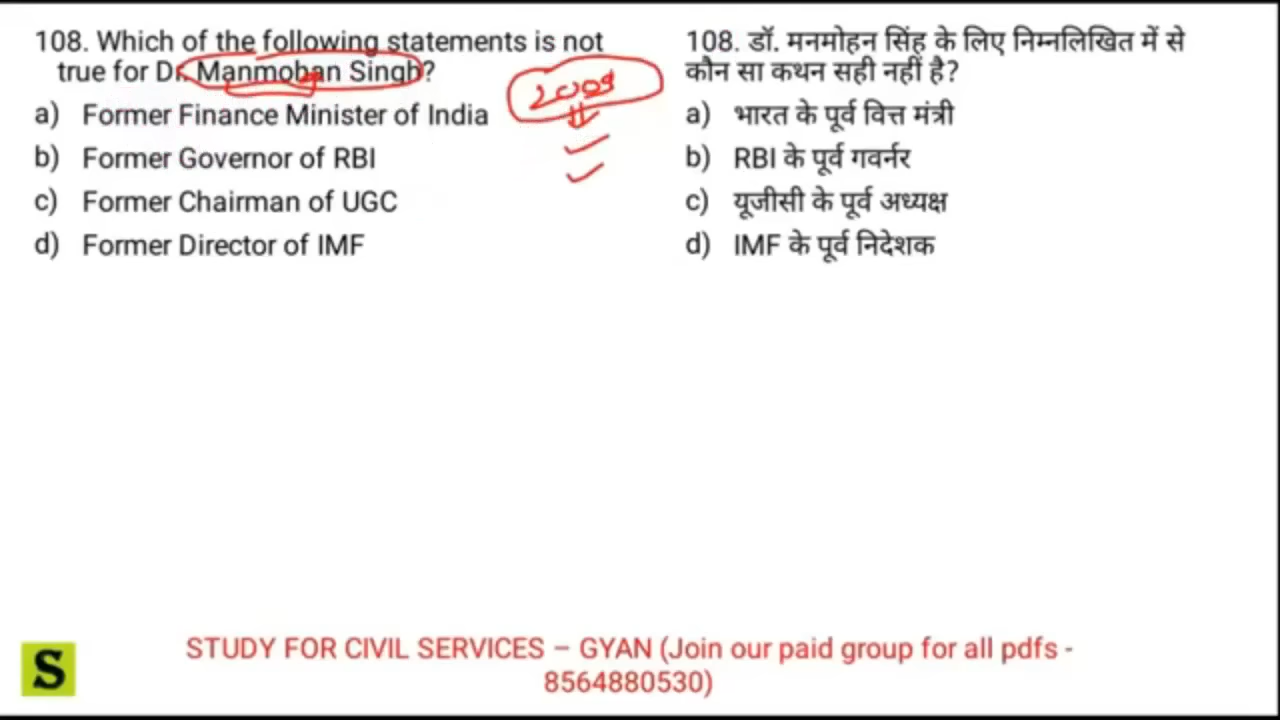 108. Which of the following statements is not
true for Dr. Manmohan Singh?
a) Former Finance Minister of India
b) Former Governor of RBI
c) Former Chairman of UGC
d) Former Director of IMF
108. डॉ. मनमोहन सिंह के लिए निम्नलिखित में से
कौन सा कथन सही नहीं है?
a) भारत के पूर्व वित्त मंत्री
b) RBI के पूर्व गवर्नर
c) यूजीसी के पूर्व अध्यक्ष
d) IMF के पूर्व निदेशक
STUDY FOR CIVIL SERVICES – GYAN (Join our paid group for all pdfs -
8564880530)
S